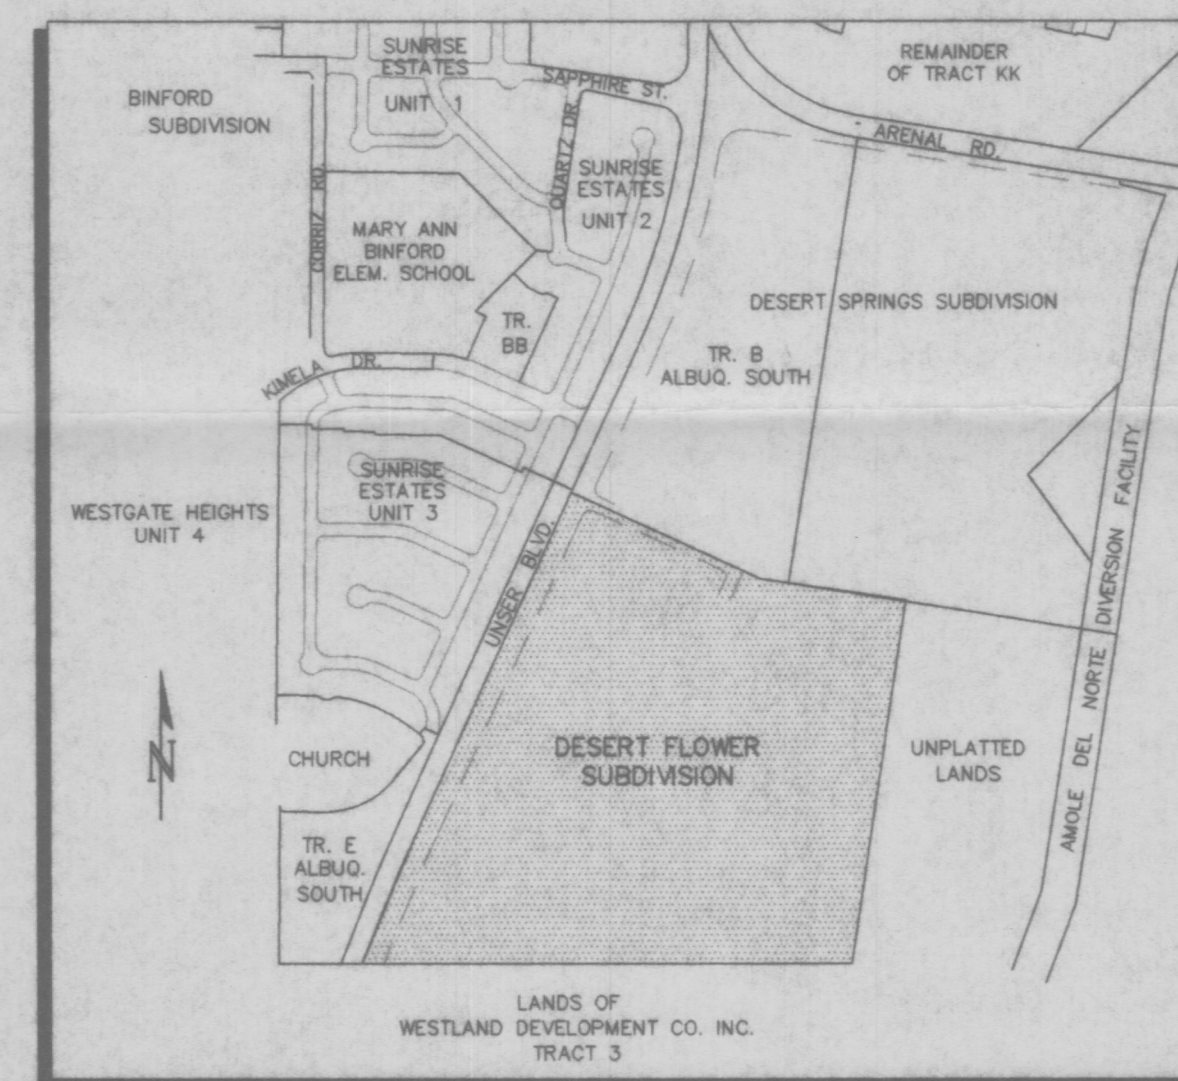 SUNRISE
ESTATES
UNIT 1
SAPPHIRE ST.
REMAINDER
OF TRACT KK
BINFORD
SUBDIVISION
ARENAL RD.
QUARTZ DR.
SUNRISE
ESTATES
UNIT 2
CORRIZ RD.
MARY ANN
BINFORD
ELEM. SCHOOL
DESERT SPRINGS SUBDIVISION
TR.
BB
TR. B
ALBUQ. SOUTH
KIMELA DR.
SUNRISE
ESTATES
UNIT 3
WESTGATE HEIGHTS
UNIT 4
UNSER BLVD.
AMOLE DEL NORTE DIVERSION FACILITY
N
CHURCH
DESERT FLOWER
SUBDIVISION
UNPLATTED
LANDS
TR. E
ALBUQ.
SOUTH
LANDS OF
WESTLAND DEVELOPMENT CO. INC.
TRACT 3